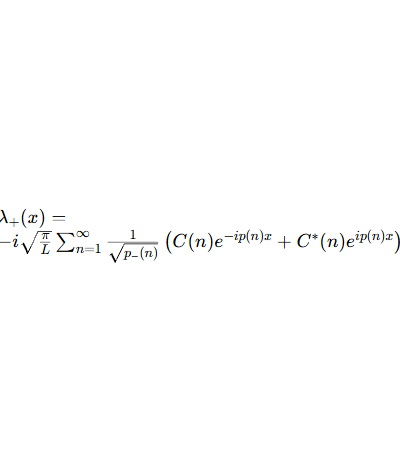 λ₊(x) =
−i√(π/L) ∑ₙ₌₁^∞ 1/√(p₋(n)) (C(n)e^{−ip(n)x} + C*(n)e^{ip(n)x})